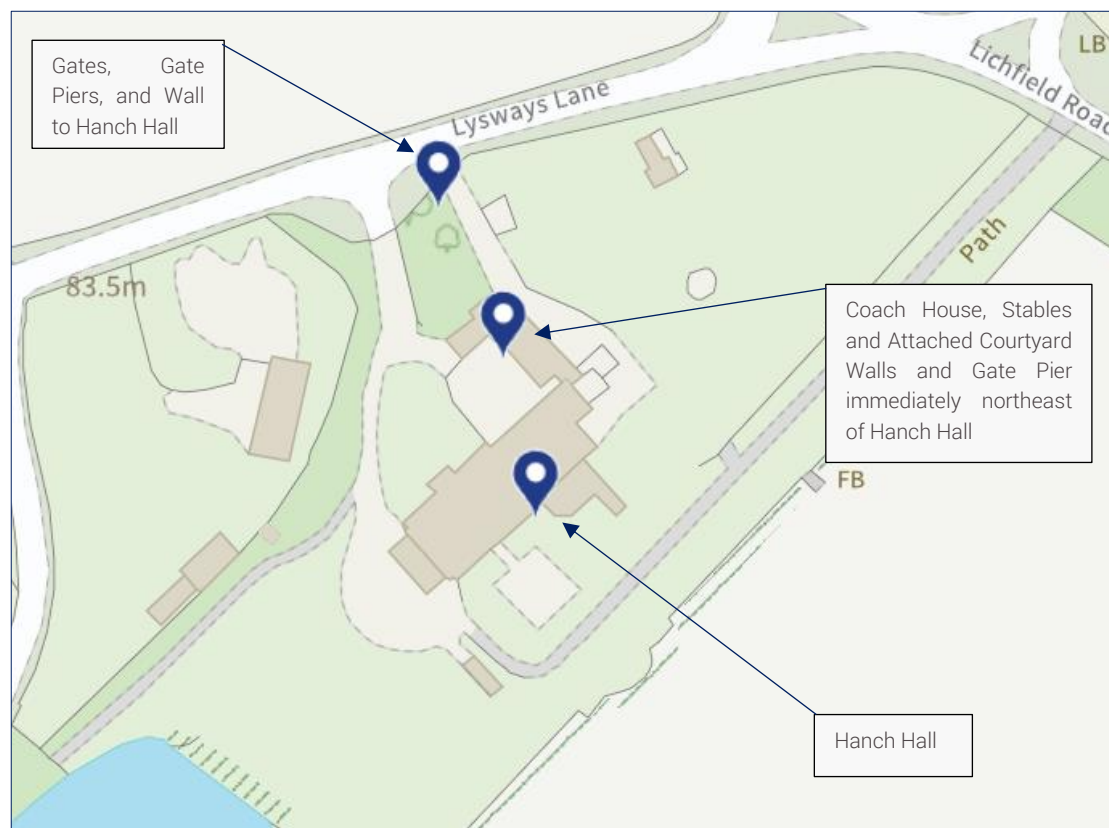 Gates, Gate
Piers, and Wall
to Hanch Hall
Lysways Lane
LB
Lichfield Road
Path
83.5m
Coach House, Stables
and Attached Courtyard
Walls and Gate Pier
immediately northeast
of Hanch Hall
FB
Hanch Hall